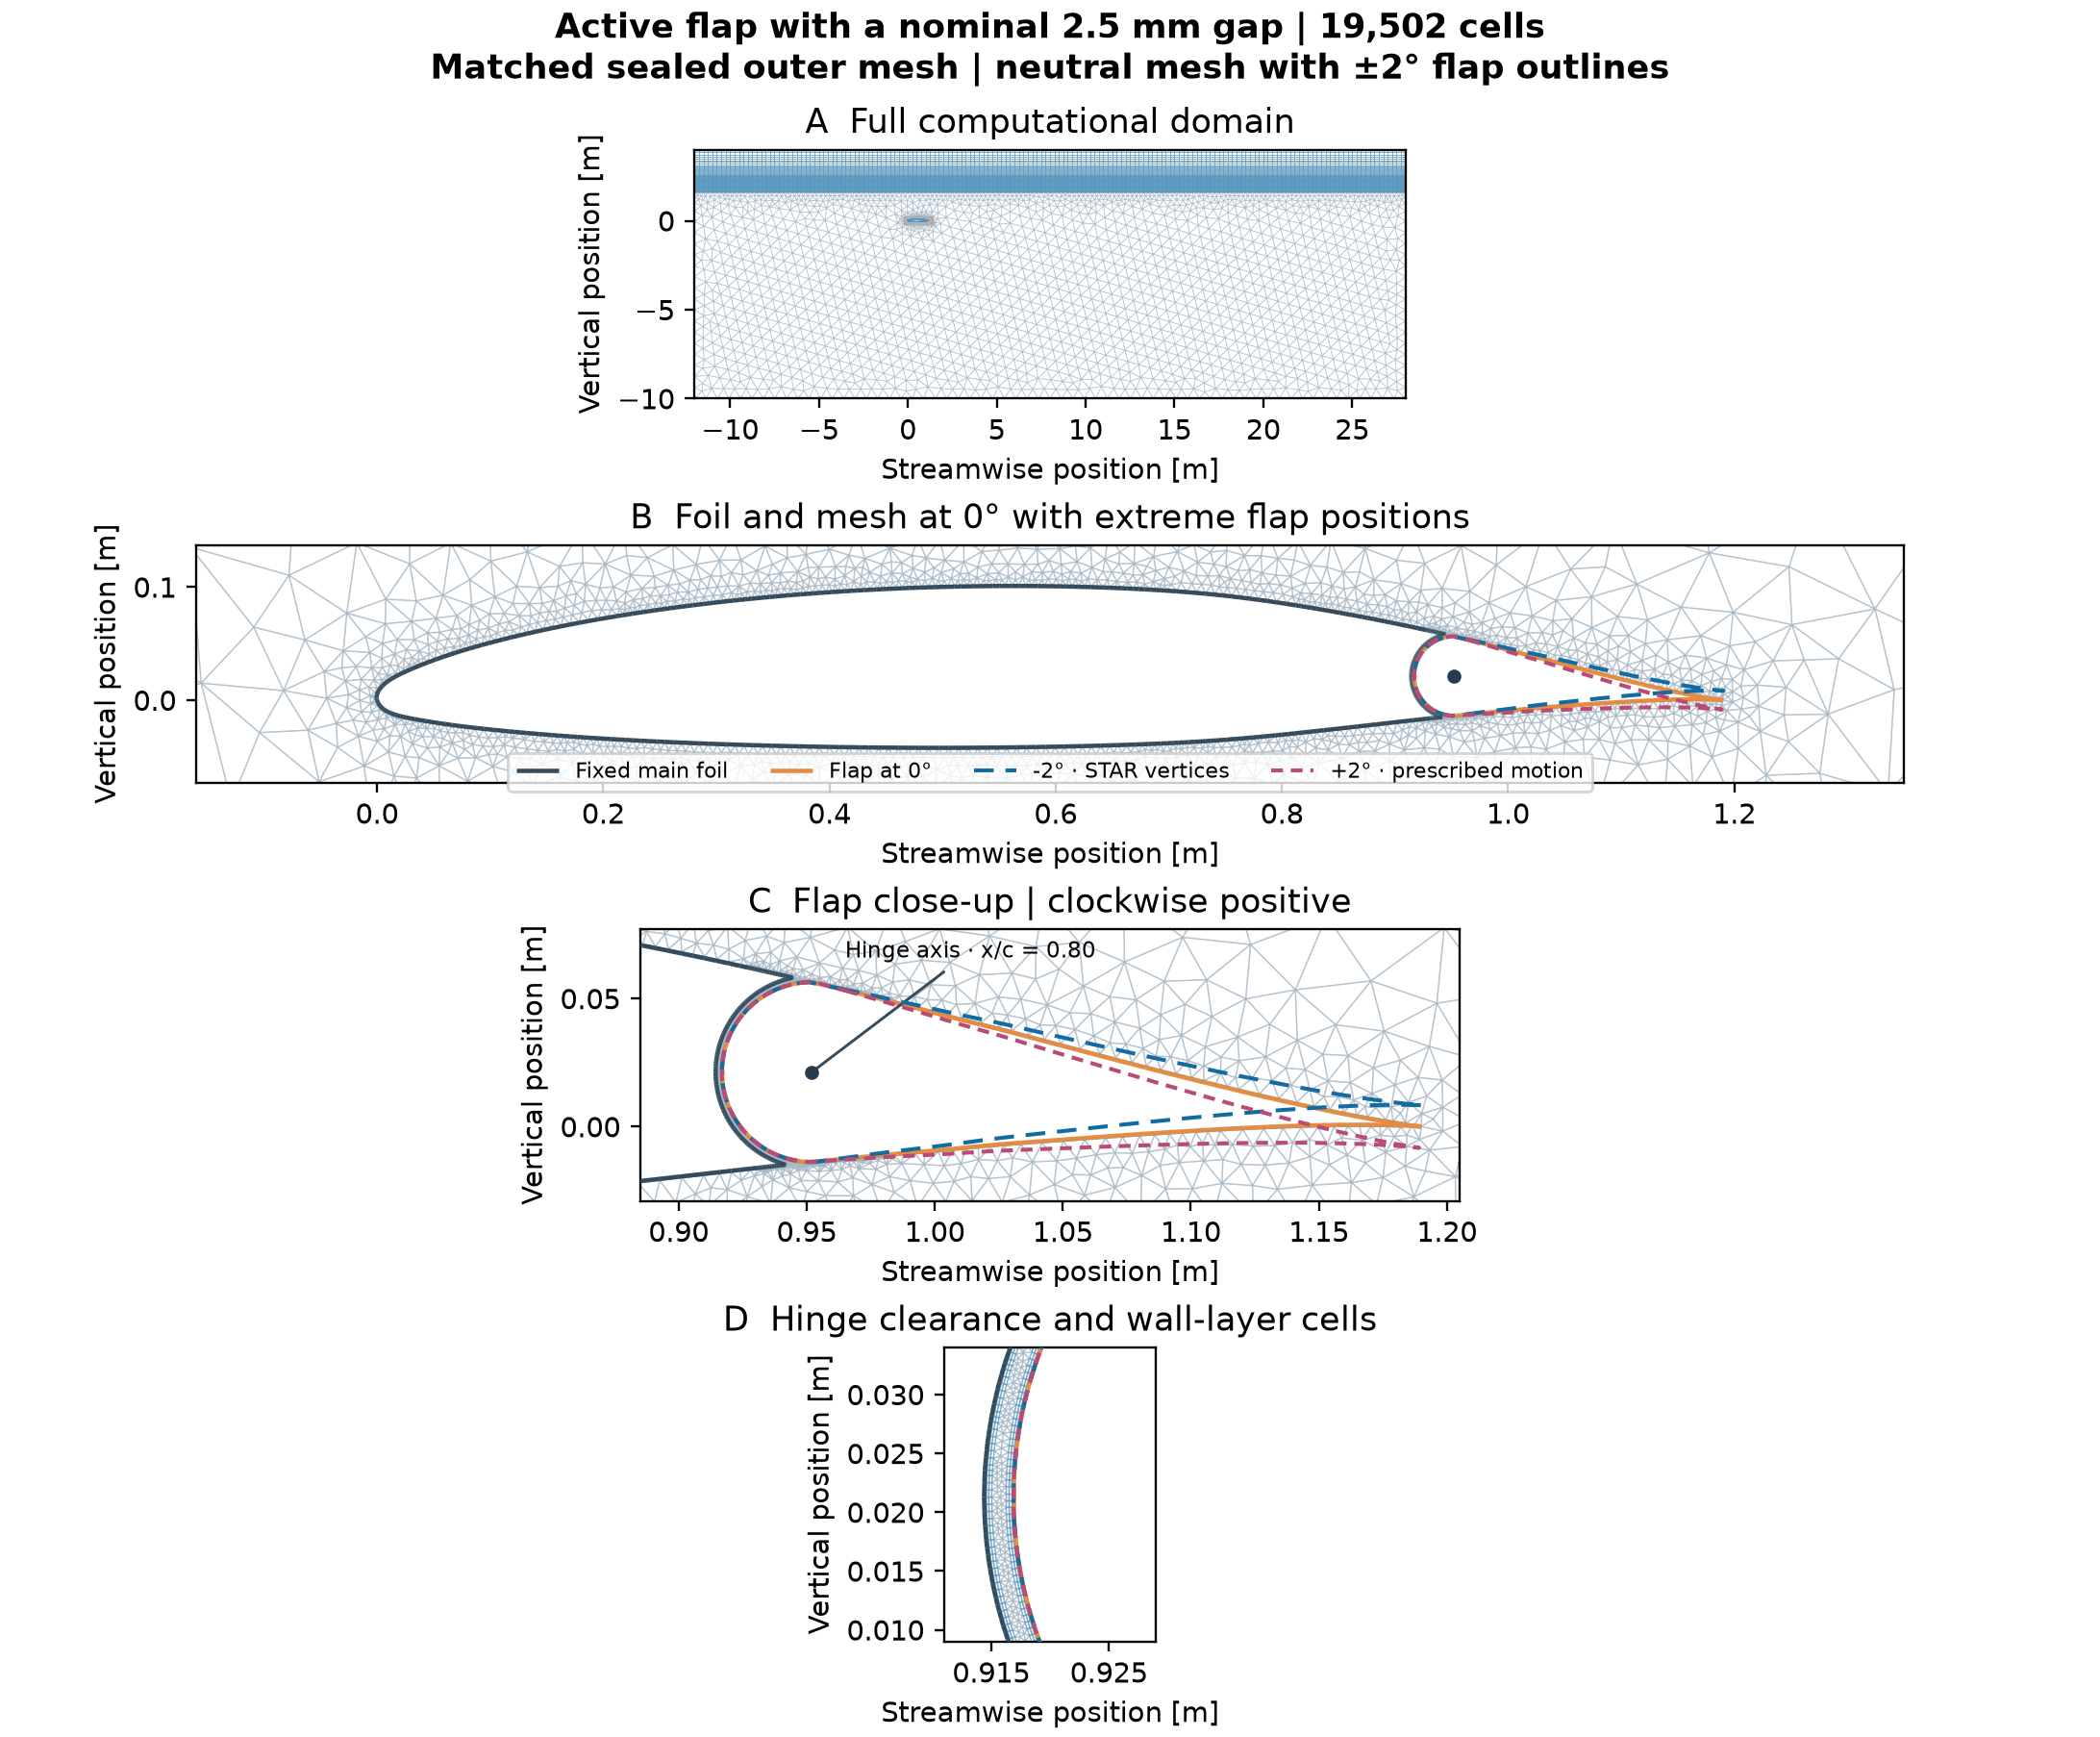 Active flap with a nominal 2.5 mm gap | 19,502 cells
Matched sealed outer mesh | neutral mesh with ±2° flap outlines
A Full computational domain
Vertical position [m]
0
−5
−10
−10 −5 0 5 10 15 20 25
Streamwise position [m]
B Foil and mesh at 0° with extreme flap positions
Vertical position [m]
0.1
0.0
Fixed main foil Flap at 0° -2° · STAR vertices +2° · prescribed motion
0.0 0.2 0.4 0.6 0.8 1.0 1.2
Streamwise position [m]
C Flap close-up | clockwise positive
Vertical position [m]
Hinge axis · x/c = 0.80
0.05
0.00
0.90 0.95 1.00 1.05 1.10 1.15 1.20
Streamwise position [m]
D Hinge clearance and wall-layer cells
Vertical position [m]
0.030
0.025
0.020
0.015
0.010
0.915 0.925
Streamwise position [m]